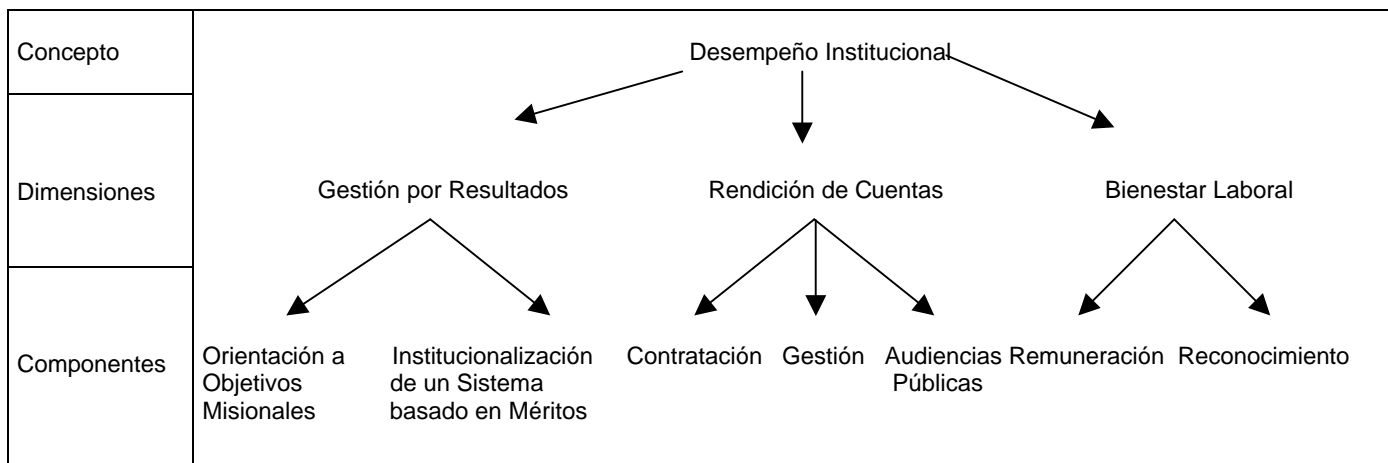 Concepto
Desempeño Institucional
Dimensiones
Gestión por Resultados
Rendición de Cuentas
Bienestar Laboral
Componentes
Orientación a
Objetivos
Misionales
Institucionalización
de un Sistema
basado en Méritos
Contratación
Gestión
Audiencias
Públicas
Remuneración
Reconocimiento